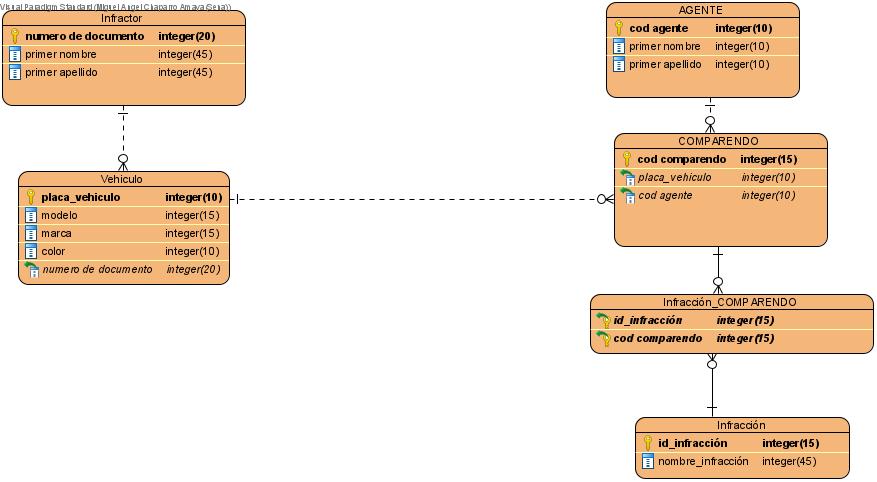 Visual Paradigm Standard (Miguel Angel Chaparro Amaya(Sena))
Infractor
numero de documento integer(20)
primer nombre integer(45)
primer apellido integer(45)
AGENTE
cod agente integer(10)
primer nombre integer(10)
primer apellido integer(10)
COMPARENDO
cod comparendo integer(15)
placa_vehiculo integer(10)
cod agente integer(10)
Vehiculo
placa_vehiculo integer(10)
modelo integer(15)
marca integer(15)
color integer(10)
numero de documento integer(20)
Infracción_COMPARENDO
id_infracción integer(15)
cod comparendo integer(15)
Infracción
id_infracción integer(15)
nombre_infracción integer(45)